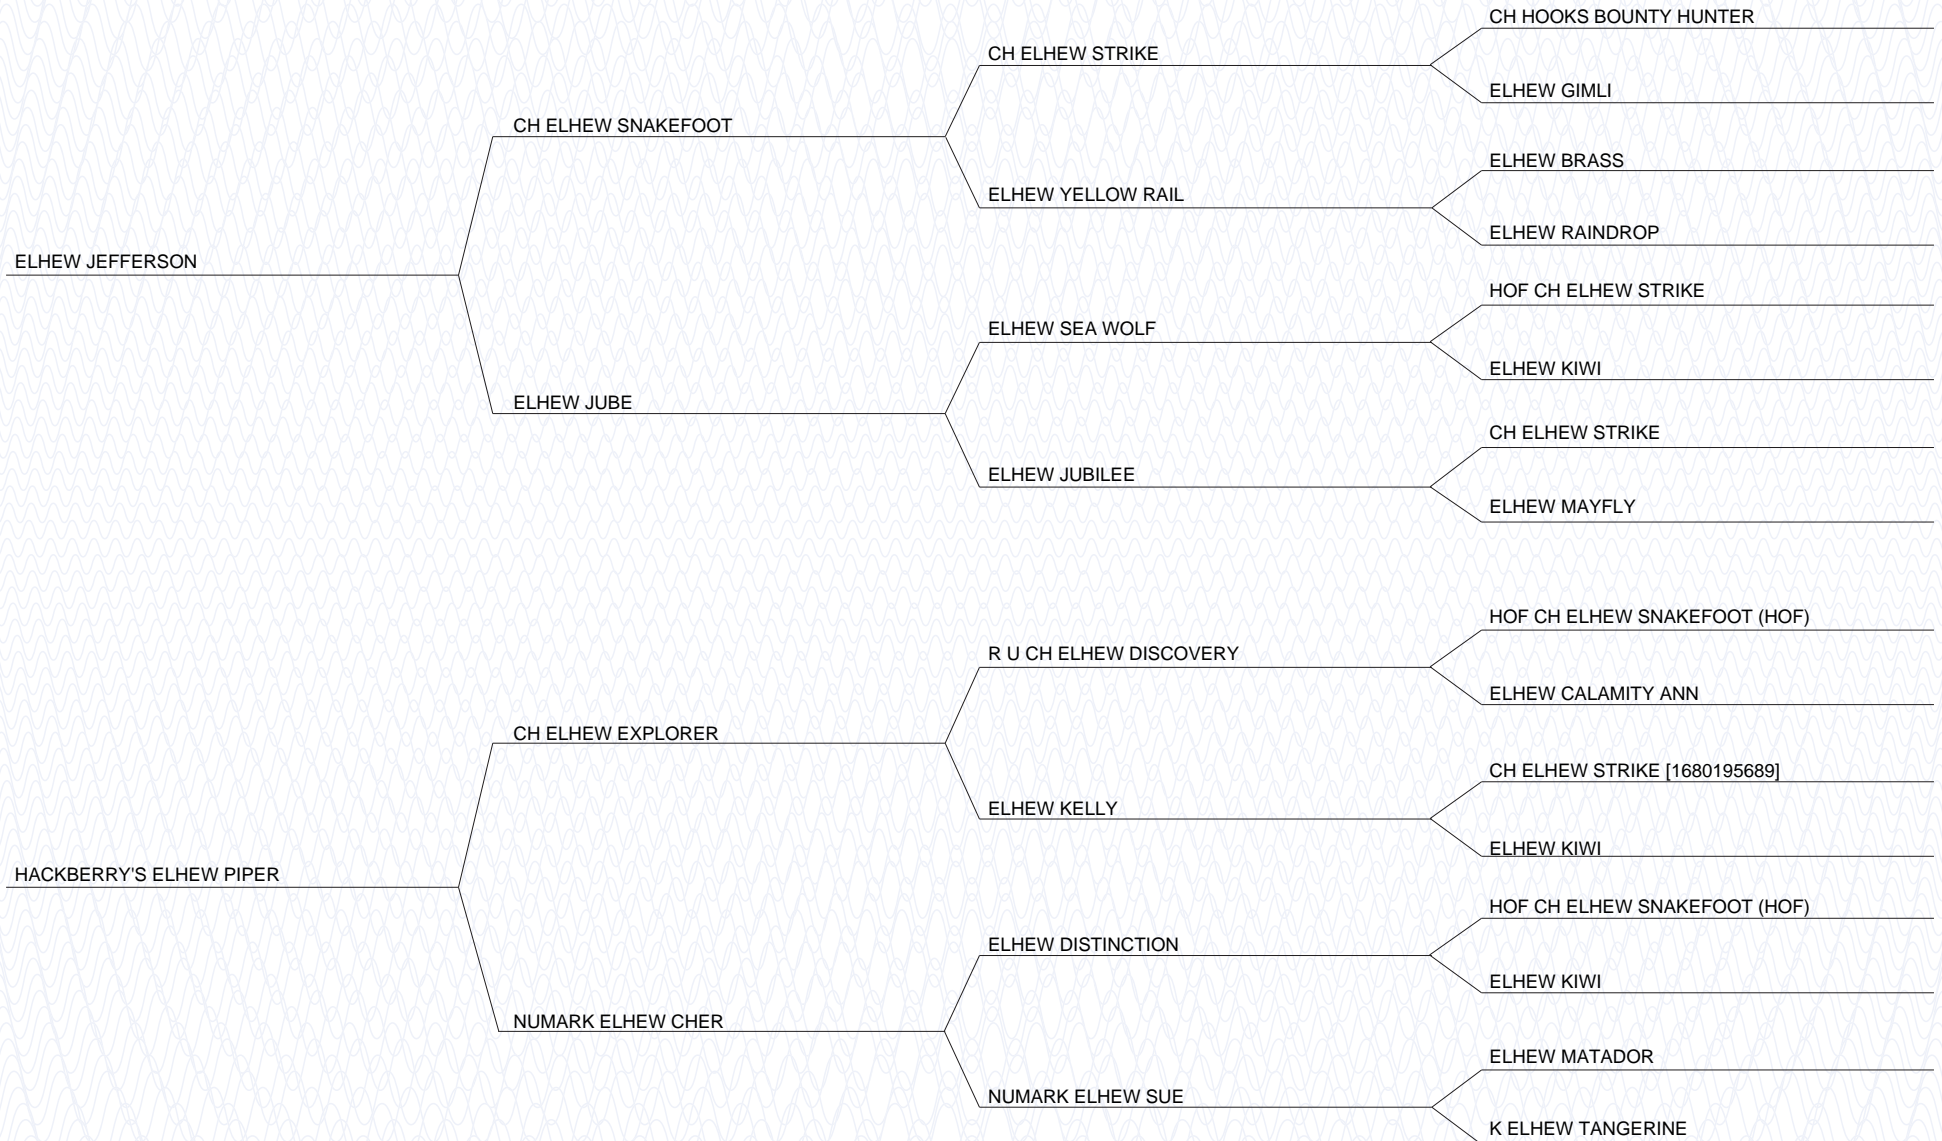 CH HOOKS BOUNTY HUNTER
CH ELHEW STRIKE
ELHEW GIMLI
CH ELHEW SNAKEFOOT
ELHEW BRASS
ELHEW YELLOW RAIL
ELHEW RAINDROP
ELHEW JEFFERSON
HOF CH ELHEW STRIKE
ELHEW SEA WOLF
ELHEW KIWI
ELHEW JUBE
CH ELHEW STRIKE
ELHEW JUBILEE
ELHEW MAYFLY
HOF CH ELHEW SNAKEFOOT (HOF)
R U CH ELHEW DISCOVERY
ELHEW CALAMITY ANN
CH ELHEW EXPLORER
CH ELHEW STRIKE [1680195689]
ELHEW KELLY
ELHEW KIWI
HACKBERRY'S ELHEW PIPER
HOF CH ELHEW SNAKEFOOT (HOF)
ELHEW DISTINCTION
ELHEW KIWI
NUMARK ELHEW CHER
ELHEW MATADOR
NUMARK ELHEW SUE
K ELHEW TANGERINE